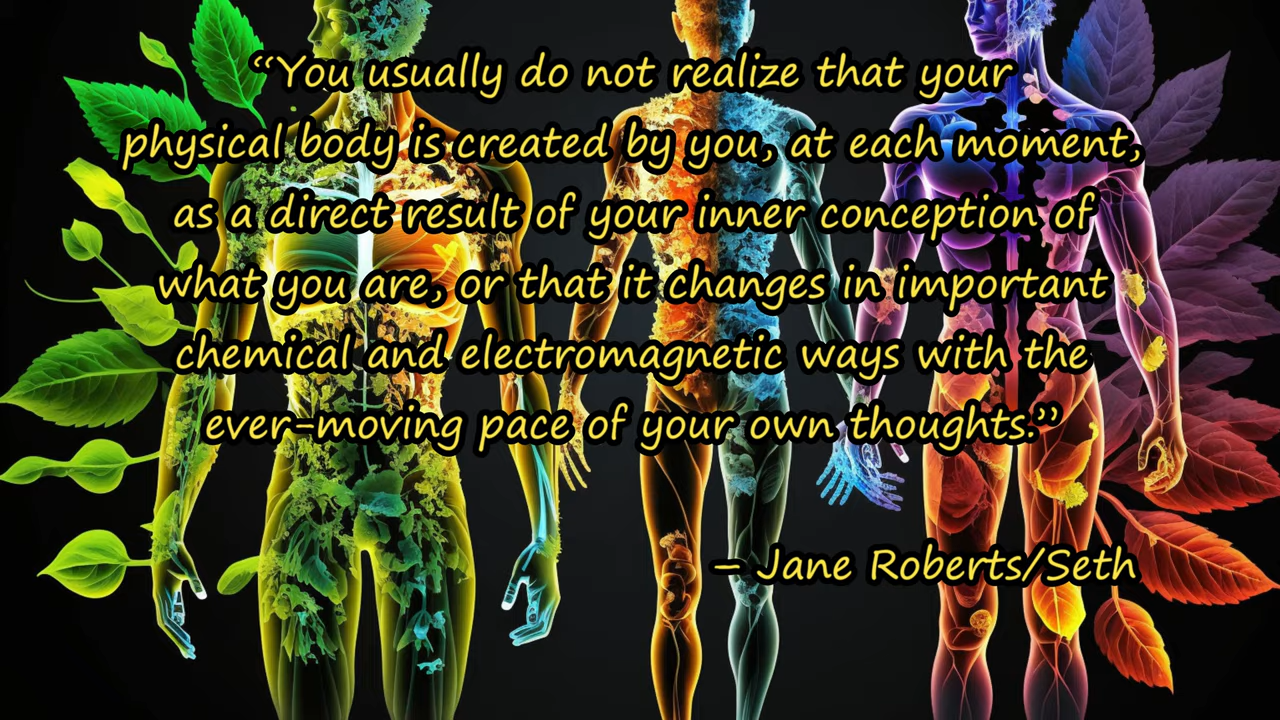 “You usually do not realize that your
physical body is created by you, at each moment,
as a direct result of your inner conception of
what you are, or that it changes in important
chemical and electromagnetic ways with the
ever-moving pace of your own thoughts.”
– Jane Roberts/Seth